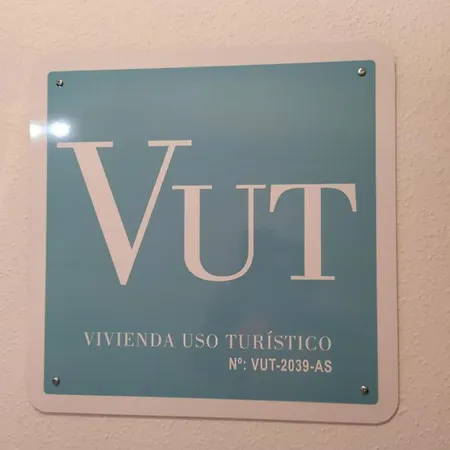 VUT
VIVIENDA USO TURÍSTICO
Nº: VUT-2039-AS